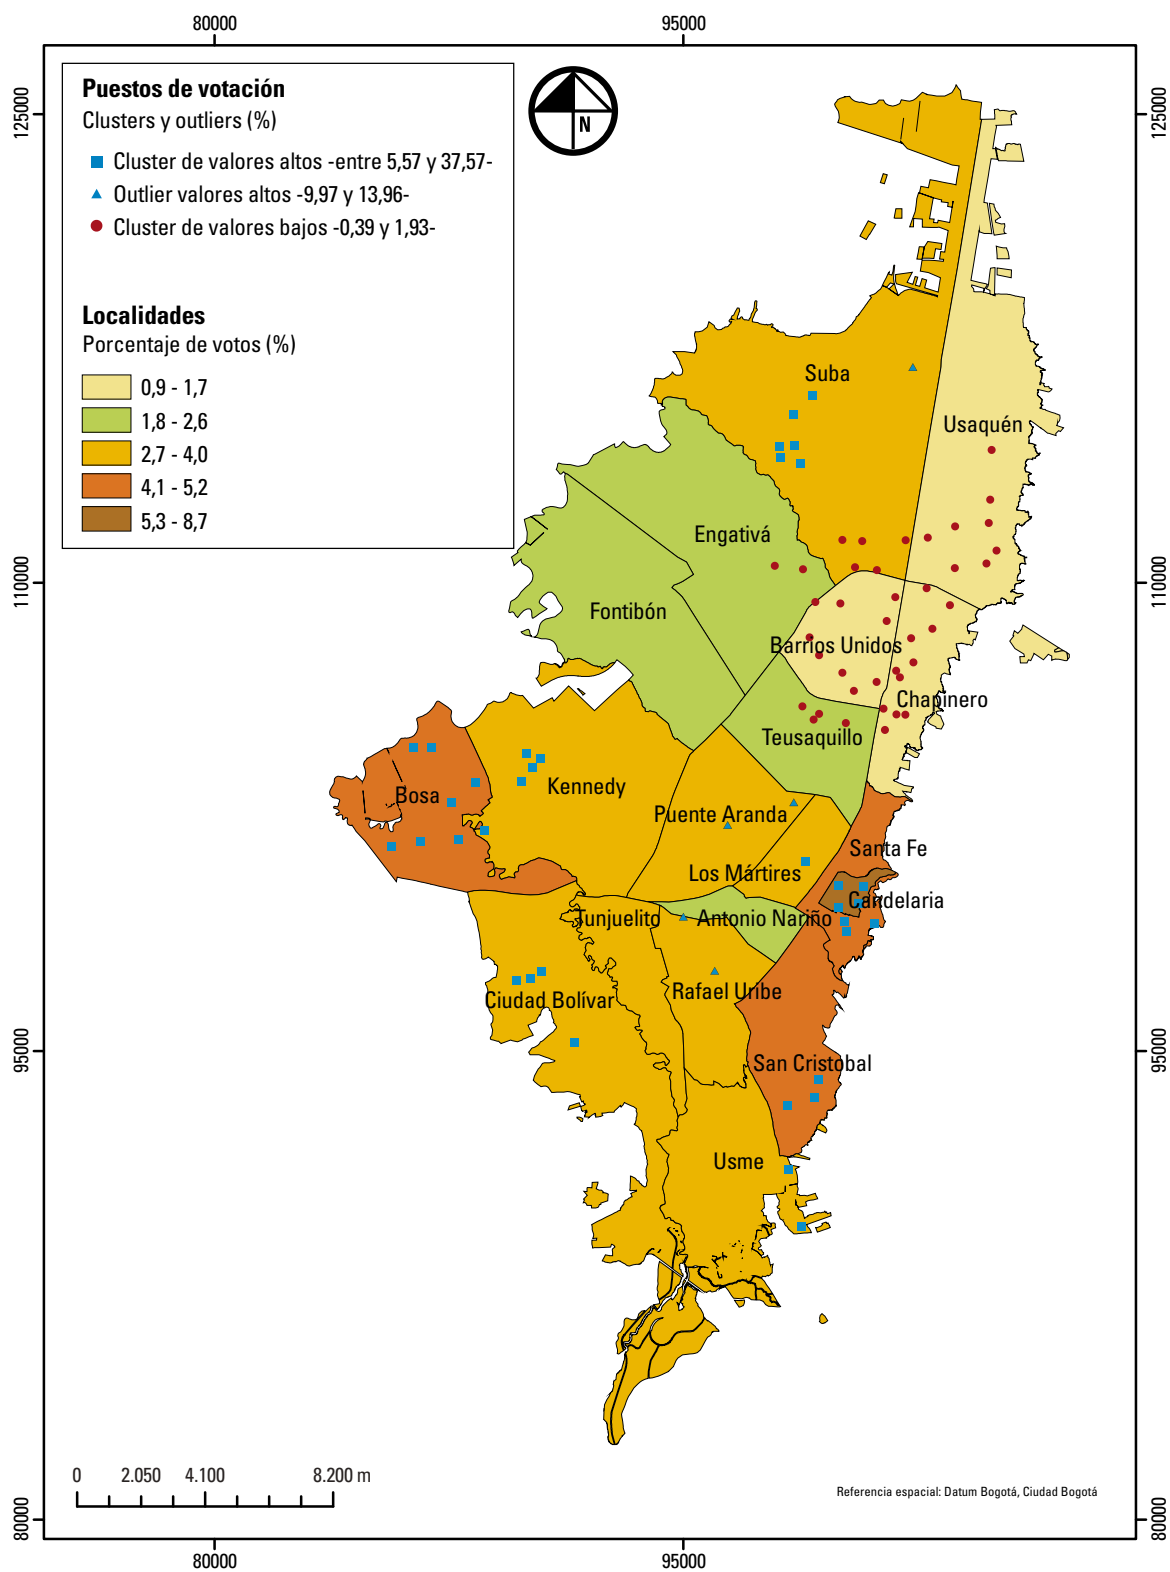 80000
95000
125000
125000
Puestos de votación
Clusters y outliers (%)
Cluster de valores altos -entre 5,57 y 37,57-
Outlier valores altos -9,97 y 13,96-
Cluster de valores bajos -0,39 y 1,93-
N
Localidades
Porcentaje de votos (%)
0,9 - 1,7
1,8 - 2,6
2,7 - 4,0
4,1 - 5,2
5,3 - 8,7
Suba
Usaquén
Engativá
110000
110000
Fontibón
Barrios Unidos
Chapinero
Teusaquillo
Kennedy
Bosa
Puente Aranda
Santa Fe
Los Mártires
Candelaria
Tunjuelito
Antonio Nariño
Rafael Uribe
Ciudad Bolívar
95000
95000
San Cristobal
Usme
0
2.050
4.100
8.200 m
Referencia espacial: Datum Bogotá, Ciudad Bogotá
80000
80000
80000
95000